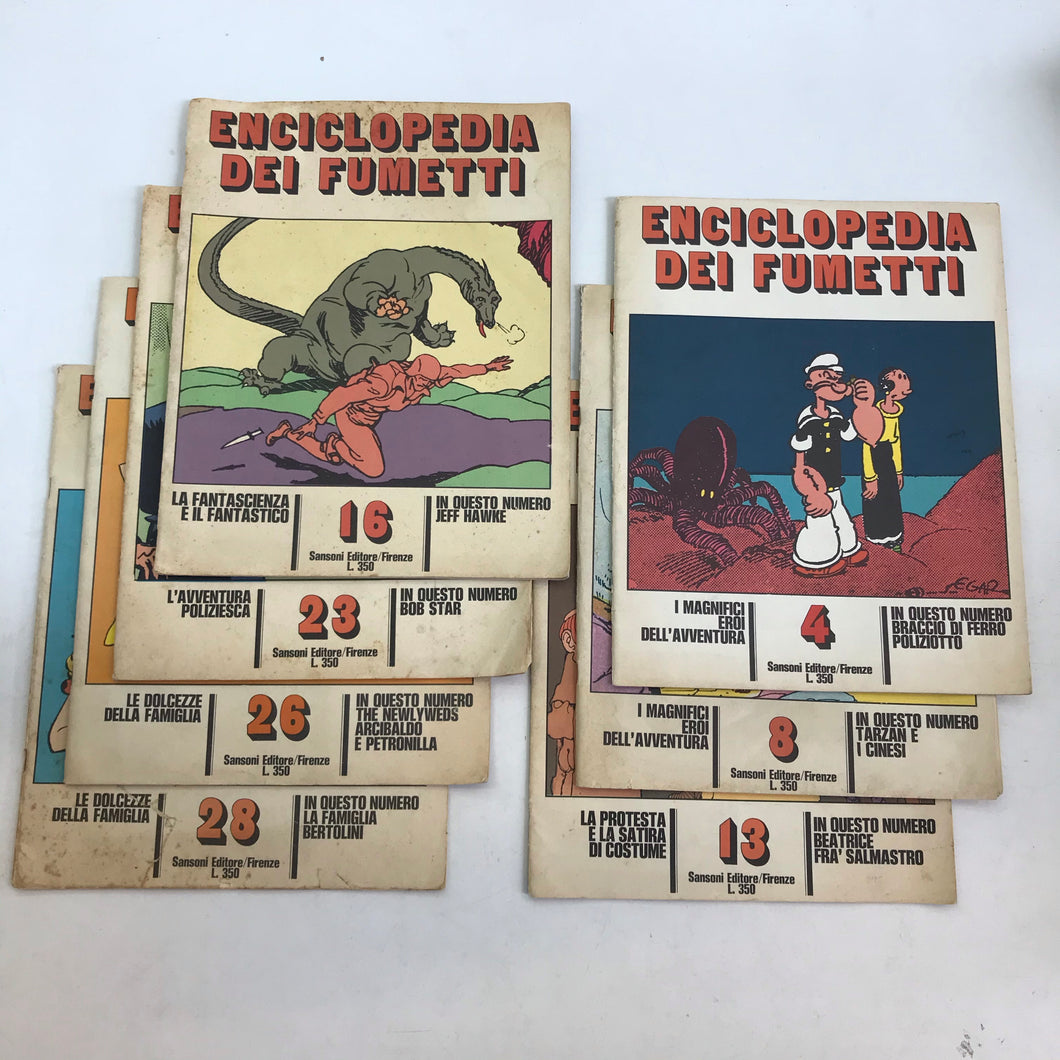 ENCICLOPEDIA
DEI FUMETTI
LA FANTASCIENZA
E IL FANTASTICO
16
Sansoni Editore/Firenze
L. 350
IN QUESTO NUMERO
JEFF HAWKE
L'AVVENTURA
POLIZIESCA
23
Sansoni Editore/Firenze
L. 350
IN QUESTO NUMERO
BOB STAR
LE DOLCEZZE
DELLA FAMIGLIA
26
Sansoni Editore/Firenze
L. 350
IN QUESTO NUMERO
THE NEWLYWEDS
ARCIBALDO
E PETRONILLA
LE DOLCEZZE
DELLA FAMIGLIA
28
Sansoni Editore/Firenze
L. 350
IN QUESTO NUMERO
LA FAMIGLIA
BERTOLINI
ENCICLOPEDIA
DEI FUMETTI
SEGAR
I MAGNIFICI
EROI
DELL'AVVENTURA
4
Sansoni Editore/Firenze
L. 350
IN QUESTO NUMERO
BRACCIO DI FERRO
POLIZIOTTO
I MAGNIFICI
EROI
DELL'AVVENTURA
8
Sansoni Editore/Firenze
L. 350
IN QUESTO NUMERO
TARZAN E
I CINESI
LA PROTESTA
E LA SATIRA
DI COSTUME
13
Sansoni Editore/Firenze
L. 350
IN QUESTO NUMERO
BEATRICE
FRA' SALMASTRO